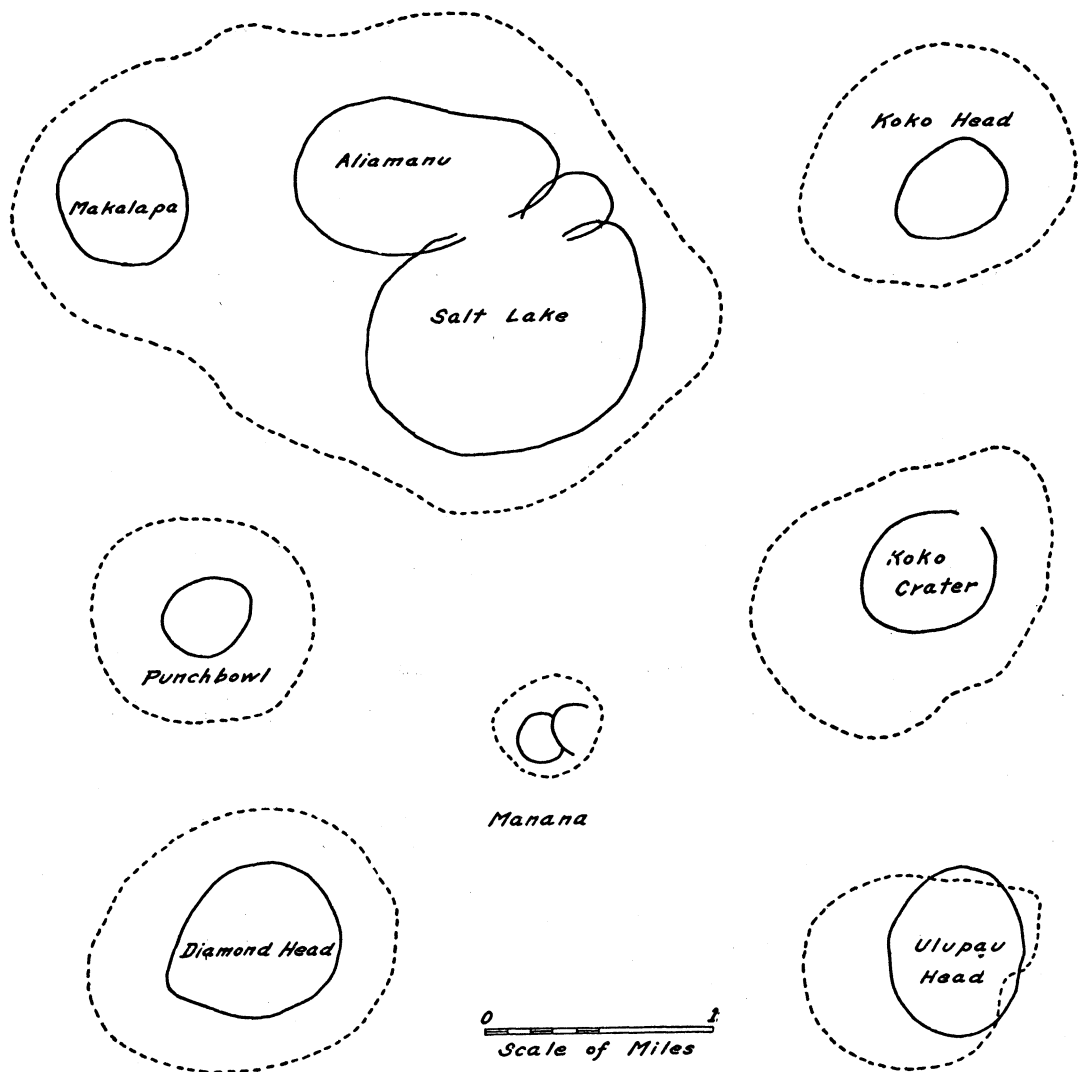 Koko Head
Aliamanu
Makalapa
Salt Lake
Koko
Crater
Punchbowl
Manana
Diamond Head
Ulupau
Head
0 1
Scale of Miles